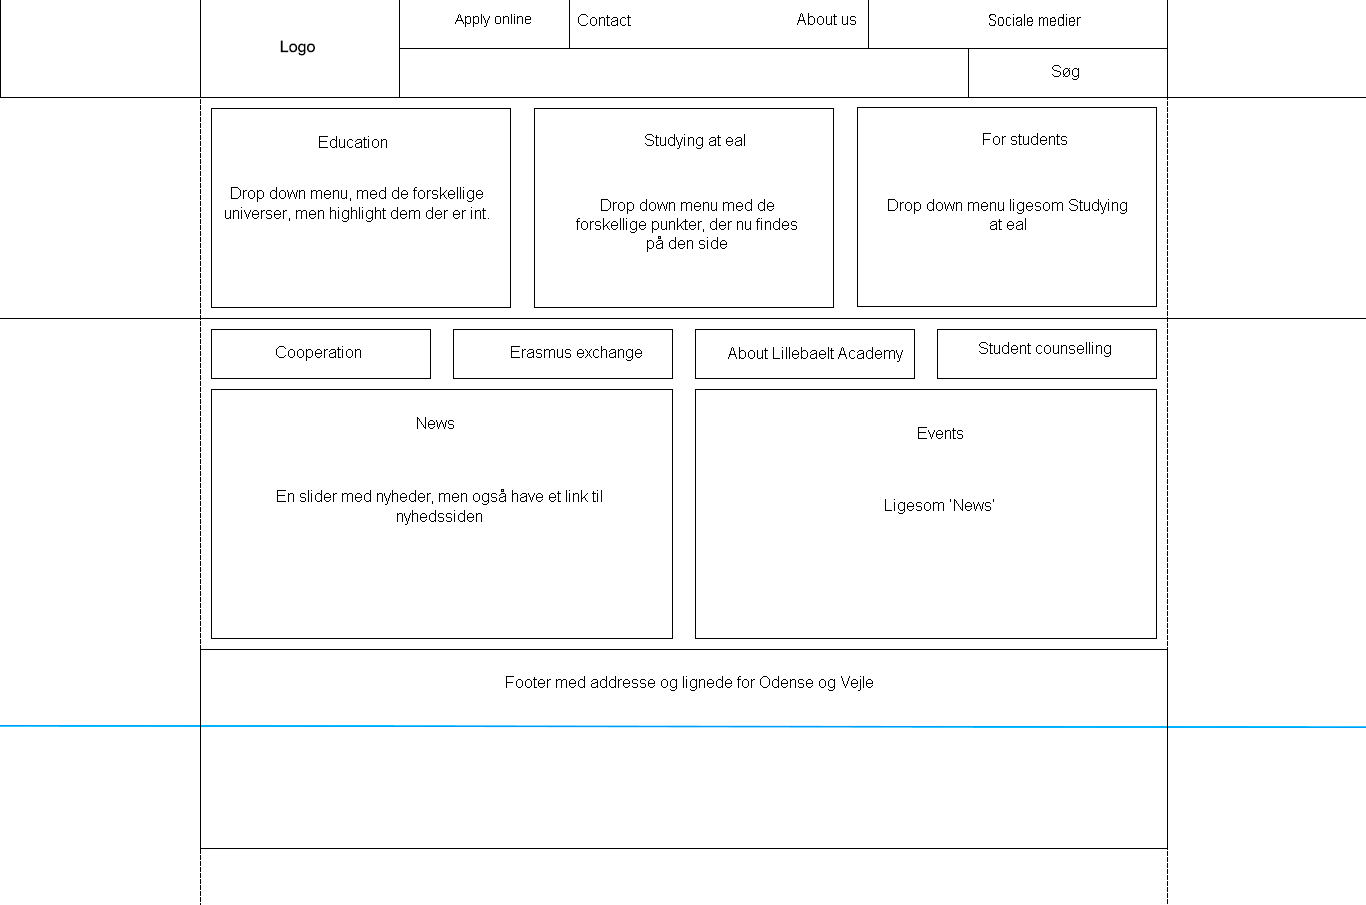 Apply online
Contact
About us
Sociale medier
Logo
Søg
Education
Drop down menu, med de forskellige
universer, men highlight dem der er int.
Studying at eal
Drop down menu med de
forskellige punkter, der nu findes
på den side
For students
Drop down menu ligesom Studying
at eal
Cooperation
Erasmus exchange
About Lillebaelt Academy
Student counselling
News
En slider med nyheder, men også have et link til
nyhedssiden
Events
Ligesom 'News'
Footer med addresse og lignede for Odense og Vejle